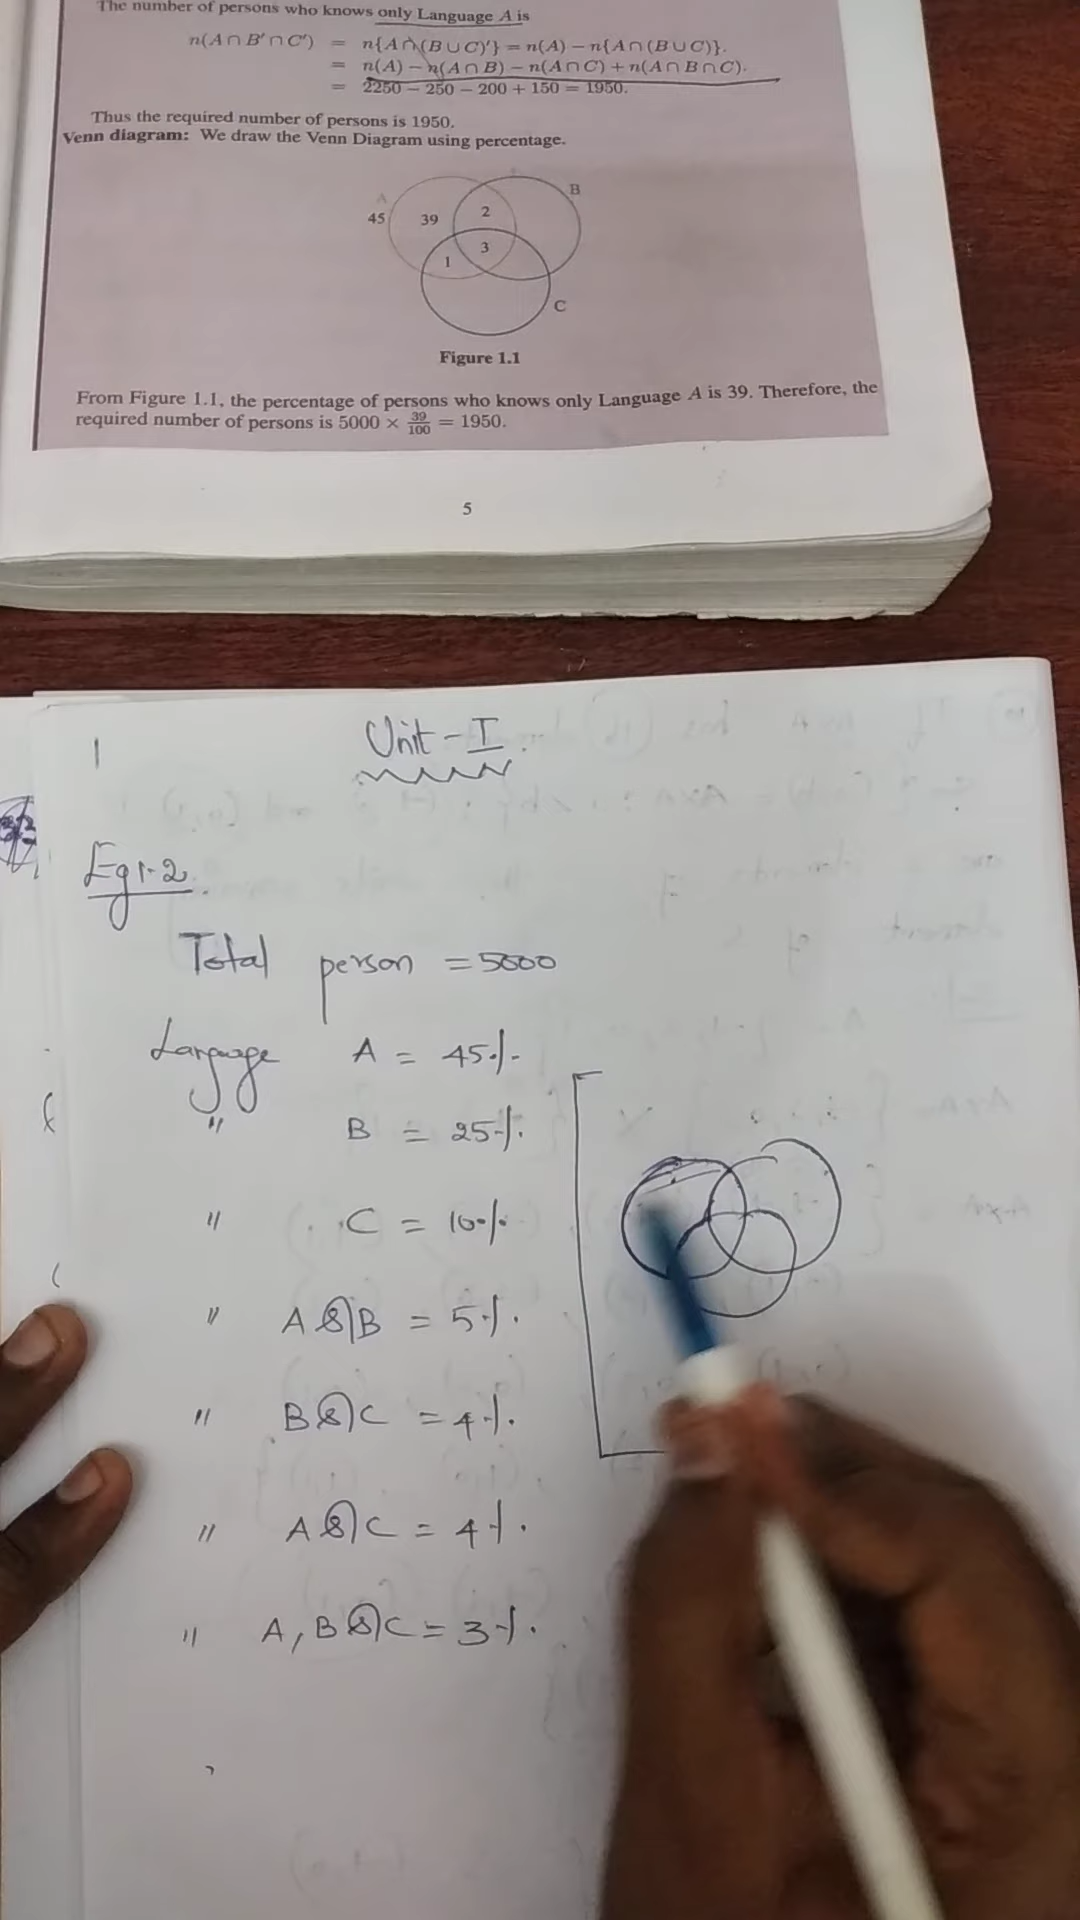 The number of persons who knows only Language A is
n(A ∩ B′ ∩ C′) = n{A ∩ (B ∪ C)′} = n(A) − n{A ∩ (B ∪ C)}.
= n(A) − n(A ∩ B) − n(A ∩ C) + n(A ∩ B ∩ C).
= 2250 − 250 − 200 + 150 = 1950.
Thus the required number of persons is 1950.
Venn diagram: We draw the Venn Diagram using percentage.
A
B
45
39
2
3
1
C
Figure 1.1
From Figure 1.1, the percentage of persons who knows only Language A is 39. Therefore, the
required number of persons is 5000 × 39/100 = 1950.
5
1
Unit - I.
Eg 1.2
Total person = 5000
Language A = 45%
" B = 25%.
" C = 10%
" A & B = 5%.
" B & C = 4%.
" A & C = 4%.
" A, B & C = 3%.